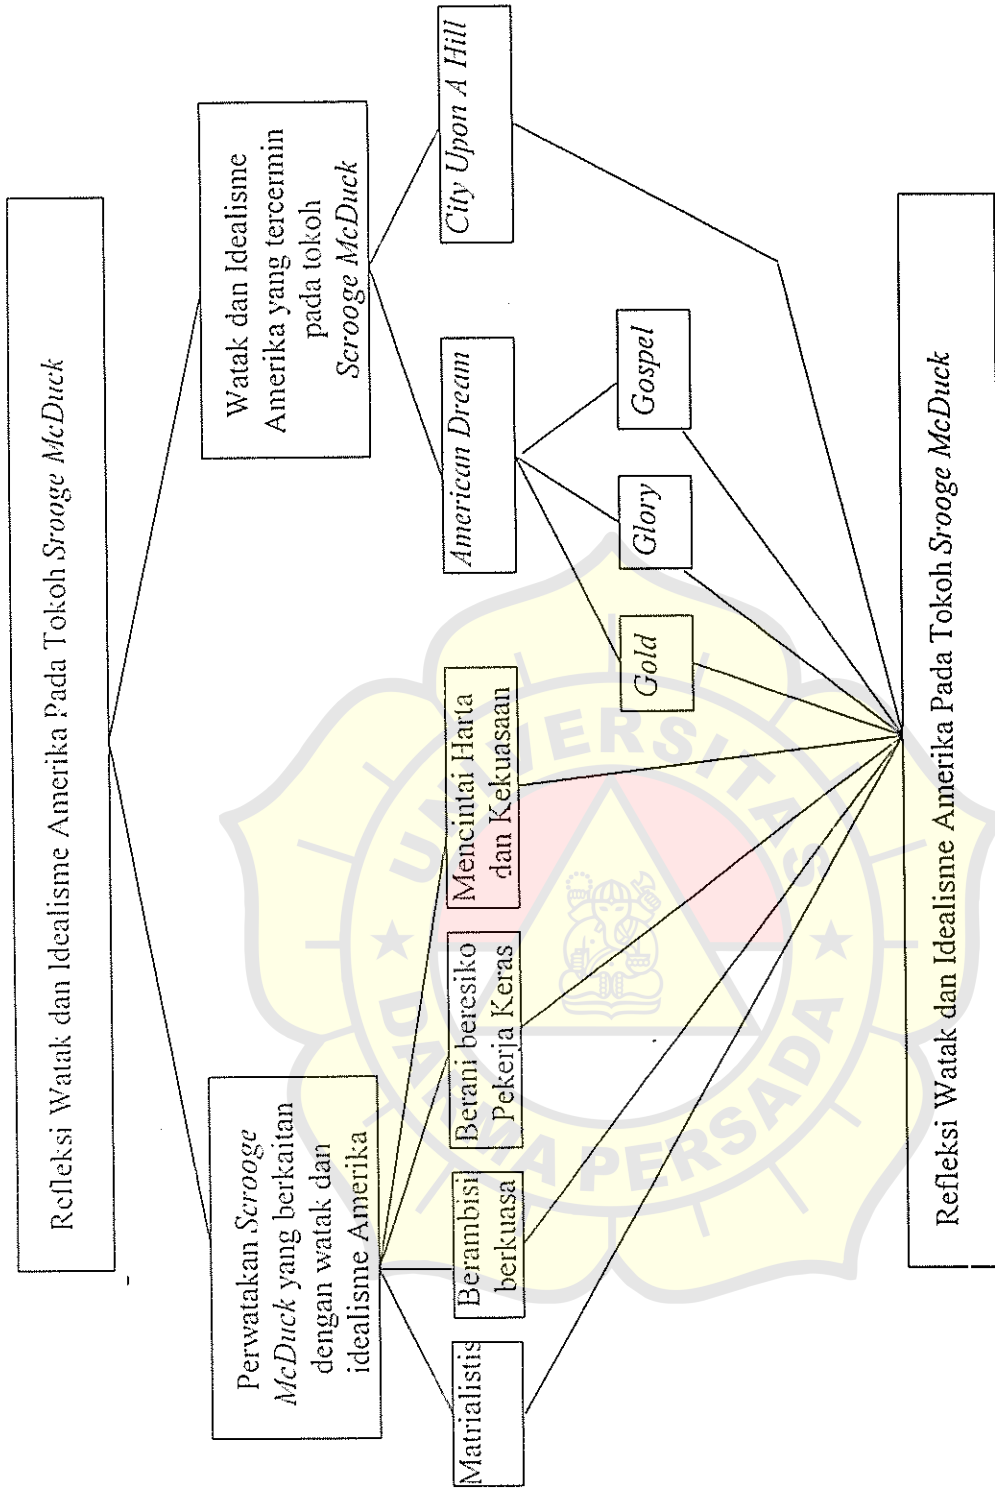 Refleksi Watak dan Idealisme Amerika Pada Tokoh Srooge McDuck
Perwatakan Scrooge
McDuck yang berkaitan
dengan watak dan
idealisme Amerika
Watak dan Idealisme
Amerika yang tercermin
pada tokoh
Scrooge McDuck
Matrialistis
Berambisi
berkuasa
Berani beresiko
Pekerja Keras
Mencintai Harta
dan Kekuasaan
American Dream
City Upon A Hill
Gold
Glory
Gospel
Refleksi Watak dan Idealisme Amerika Pada Tokoh Srooge McDuck
UNIVERSITAS
DARMA PERSADA